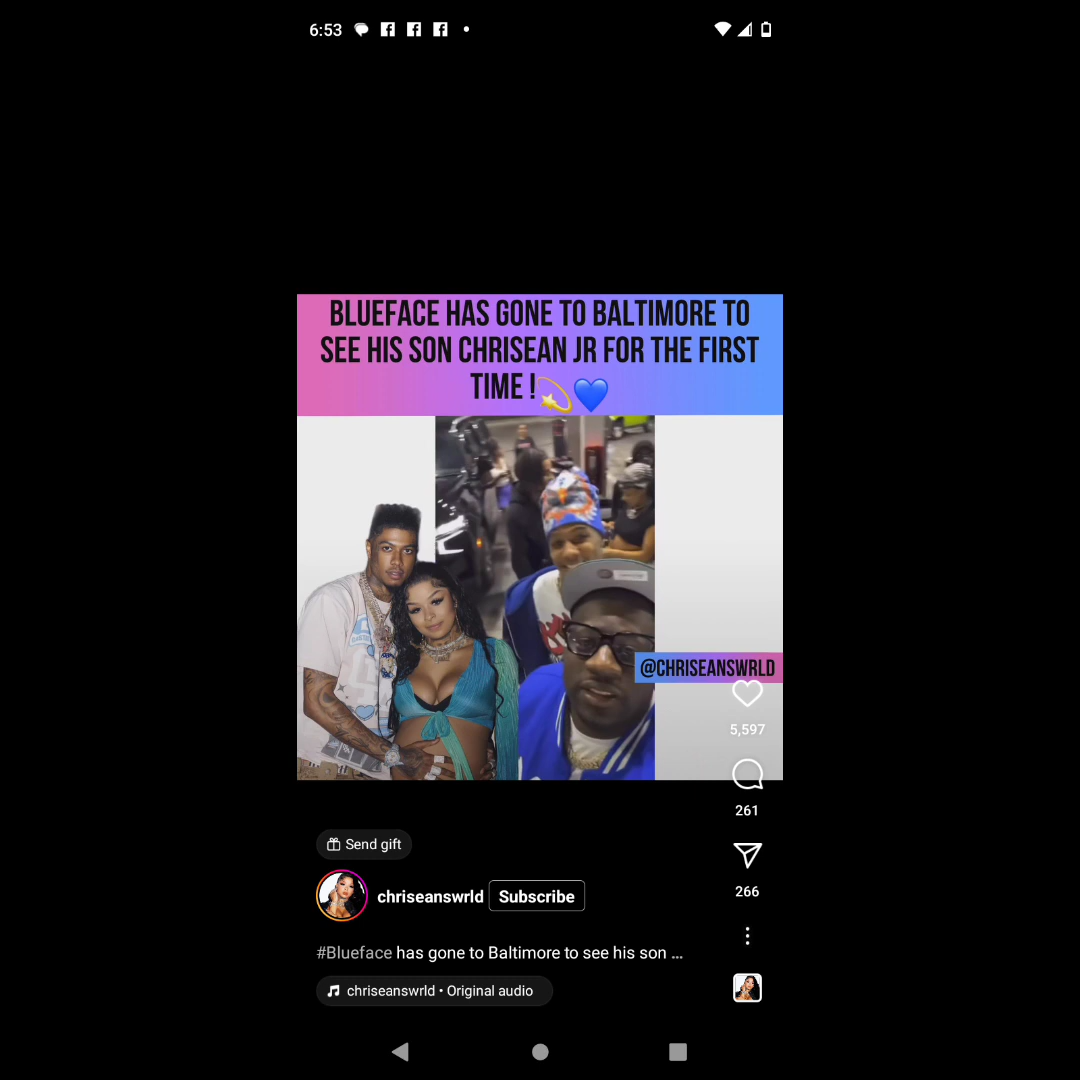 6:53
BLUEFACE HAS GONE TO BALTIMORE TO
SEE HIS SON CHRISEAN JR FOR THE FIRST
TIME !💫💙
@CHRISEANSWRLD
5,597
261
Send gift
266
chriseanswrld Subscribe
#Blueface has gone to Baltimore to see his son ...
chriseanswrld • Original audio